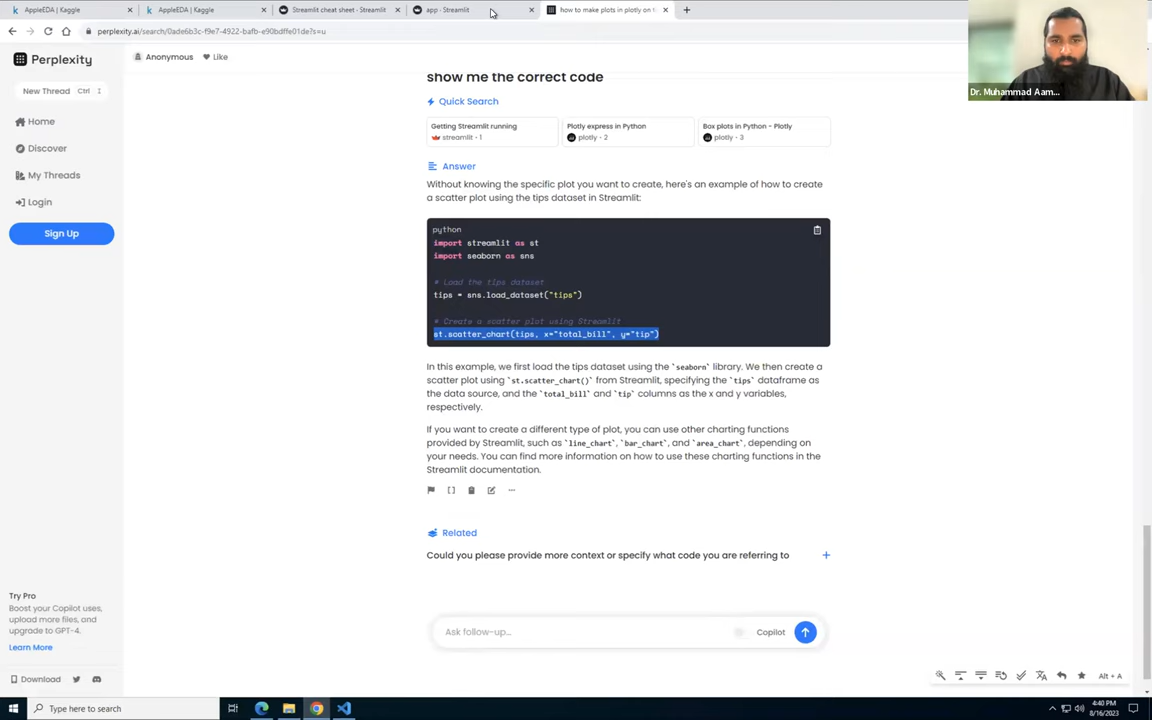 AppleEDA | Kaggle
AppleEDA | Kaggle
Streamlit cheat sheet - Streamlit
app · Streamlit
how to make plots in plotly on t
perplexity.ai/search/0ade6b3c-f9e7-4922-bafb-e90bdffe01de?s=u
Perplexity
Anonymous
Like
New Thread
Ctrl
I
Home
Discover
My Threads
Login
Sign Up
show me the correct code
Quick Search
Getting Streamlit running
streamlit · 1
Plotly express in Python
plotly · 2
Box plots in Python - Plotly
plotly · 3
Answer
Without knowing the specific plot you want to create, here's an example of how to create
a scatter plot using the tips dataset in Streamlit:
python
import streamlit as st
import seaborn as sns
# Load the tips dataset
tips = sns.load_dataset("tips")
# Create a scatter plot using Streamlit
st.scatter_chart(tips, x="total_bill", y="tip")
In this example, we first load the tips dataset using the `seaborn` library. We then create a
scatter plot using `st.scatter_chart()` from Streamlit, specifying the `tips` dataframe as
the data source, and the `total_bill` and `tip` columns as the x and y variables,
respectively.
If you want to create a different type of plot, you can use other charting functions
provided by Streamlit, such as `line_chart`, `bar_chart`, and `area_chart`, depending on
your needs. You can find more information on how to use these charting functions in the
Streamlit documentation.
Related
Could you please provide more context or specify what code you are referring to
Ask follow-up...
Copilot
Try Pro
Boost your Copilot uses,
upload more files, and
upgrade to GPT-4.
Learn More
Download
Alt + A
Type here to search
4:40 PM
8/16/2023
Dr. Muhammad Aam...